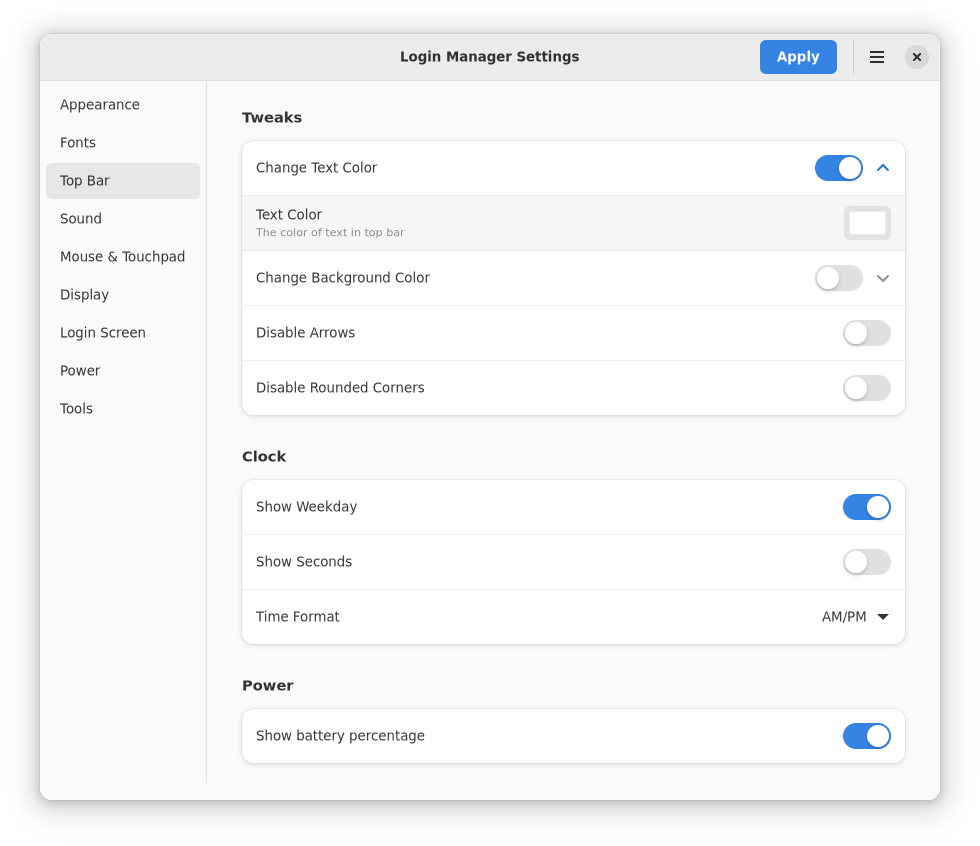 Login Manager Settings
Apply
Appearance
Fonts
Top Bar
Sound
Mouse & Touchpad
Display
Login Screen
Power
Tools
Tweaks
Change Text Color
Text Color
The color of text in top bar
Change Background Color
Disable Arrows
Disable Rounded Corners
Clock
Show Weekday
Show Seconds
Time Format
AM/PM
Power
Show battery percentage